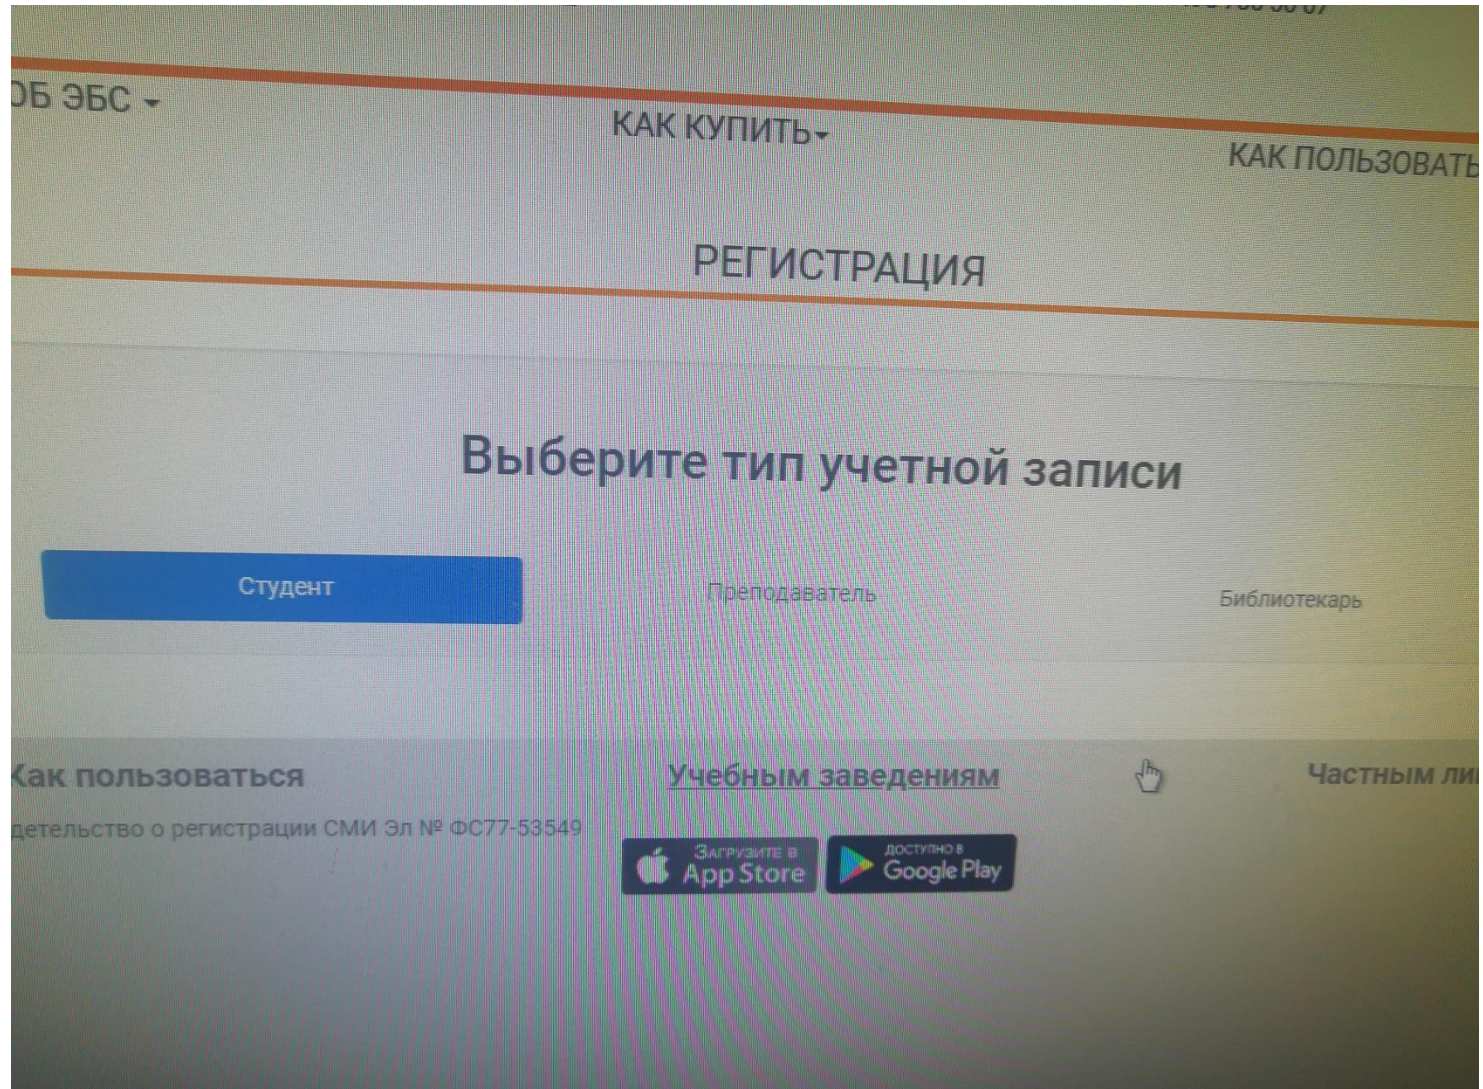 ОБ ЭБС
КАК КУПИТЬ
КАК ПОЛЬЗОВАТЬ
РЕГИСТРАЦИЯ
Выберите тип учетной записи
Студент
Преподаватель
Библиотекарь
Как пользоваться
Учебным заведениям
Частным ли
детельство о регистрации СМИ Эл № ФС77-53549
Загрузите в
App Store
ДОСТУПНО В
Google Play